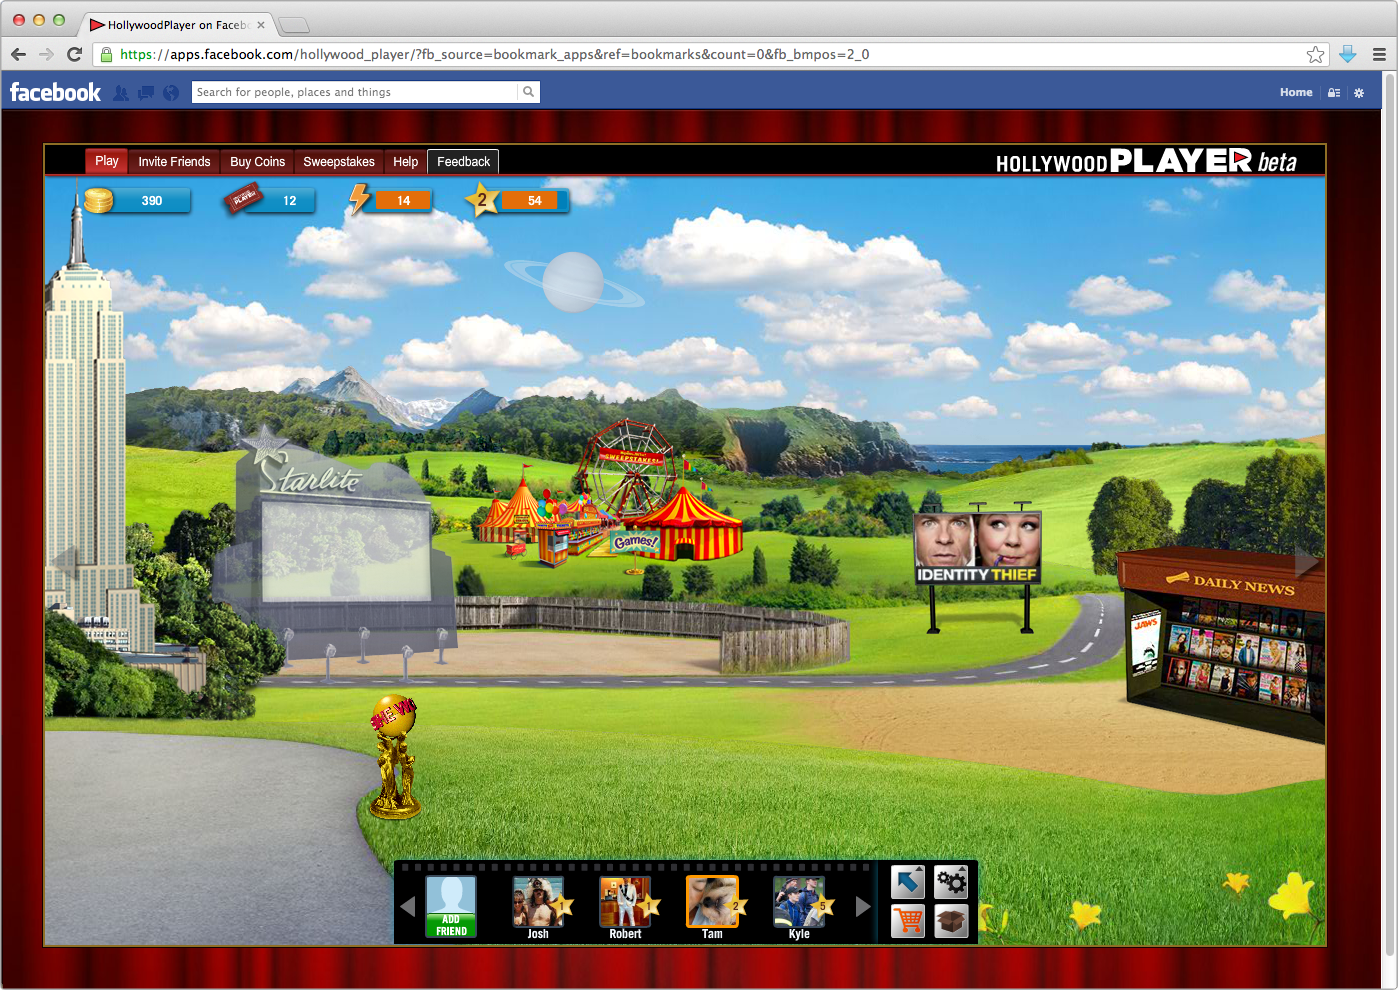 HollywoodPlayer on Faceb
https://apps.facebook.com/hollywood_player/?fb_source=bookmark_apps&ref=bookmarks&count=0&fb_bmpos=2_0
facebook
Search for people, places and things
Home
Play
Invite Friends
Buy Coins
Sweepstakes
Help
Feedback
HOLLYWOODPLAYER beta
390
12
14
2
54
Starlite
SWEEPSTAKES!
Games!
IDENTITY THIEF
DAILY NEWS
JAWS
ADD
FRIEND
1
Josh
1
Robert
2
Tam
5
Kyle